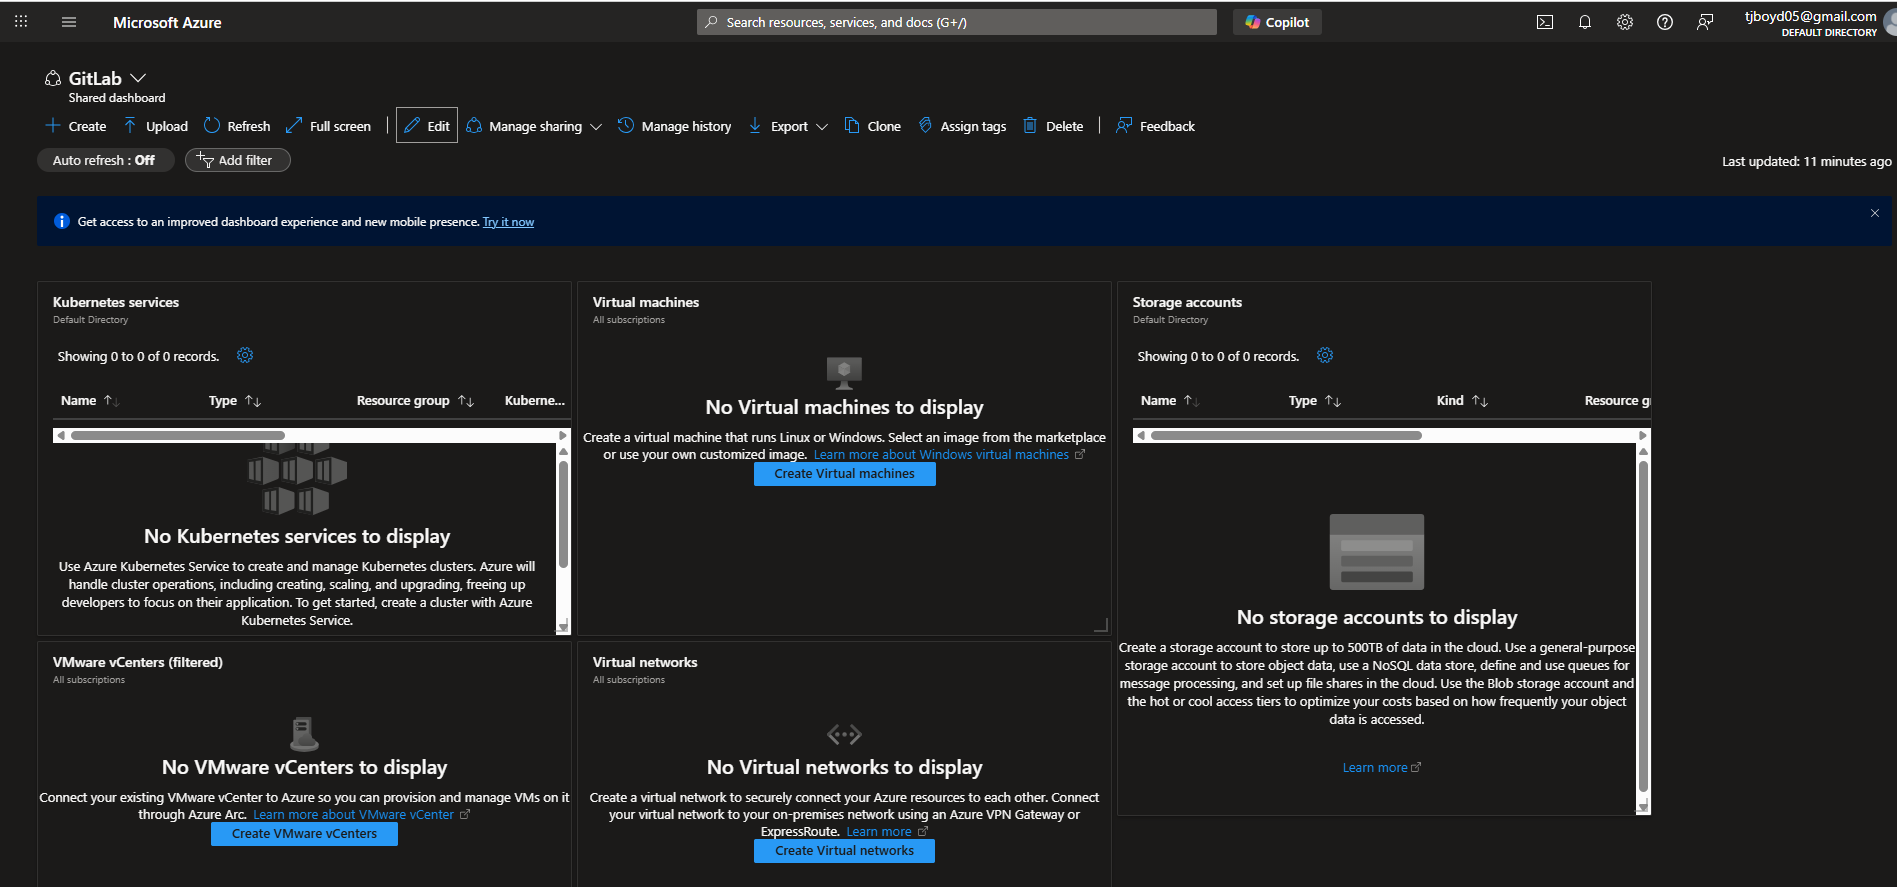 Microsoft Azure
Search resources, services, and docs (G+/)
Copilot
tjboyd05@gmail.com
DEFAULT DIRECTORY
GitLab
Shared dashboard
Create Upload Refresh Full screen Edit Manage sharing Manage history Export Clone Assign tags Delete Feedback
Auto refresh : Off Add filter
Last updated: 11 minutes ago
Get access to an improved dashboard experience and new mobile presence. Try it now
Kubernetes services
Default Directory
Showing 0 to 0 of 0 records.
Name Type Resource group Kuberne...
No Kubernetes services to display
Use Azure Kubernetes Service to create and manage Kubernetes clusters. Azure will
handle cluster operations, including creating, scaling, and upgrading, freeing up
developers to focus on their application. To get started, create a cluster with Azure
Kubernetes Service.
Virtual machines
All subscriptions
No Virtual machines to display
Create a virtual machine that runs Linux or Windows. Select an image from the marketplace
or use your own customized image. Learn more about Windows virtual machines
Create Virtual machines
Storage accounts
Default Directory
Showing 0 to 0 of 0 records.
Name Type Kind Resource g
No storage accounts to display
Create a storage account to store up to 500TB of data in the cloud. Use a general-purpose
storage account to store object data, use a NoSQL data store, define and use queues for
message processing, and set up file shares in the cloud. Use the Blob storage account and
the hot or cool access tiers to optimize your costs based on how frequently your object
data is accessed.
Learn more
VMware vCenters (filtered)
All subscriptions
No VMware vCenters to display
Connect your existing VMware vCenter to Azure so you can provision and manage VMs on it
through Azure Arc. Learn more about VMware vCenter
Create VMware vCenters
Virtual networks
All subscriptions
No Virtual networks to display
Create a virtual network to securely connect your Azure resources to each other. Connect
your virtual network to your on-premises network using an Azure VPN Gateway or
ExpressRoute. Learn more
Create Virtual networks